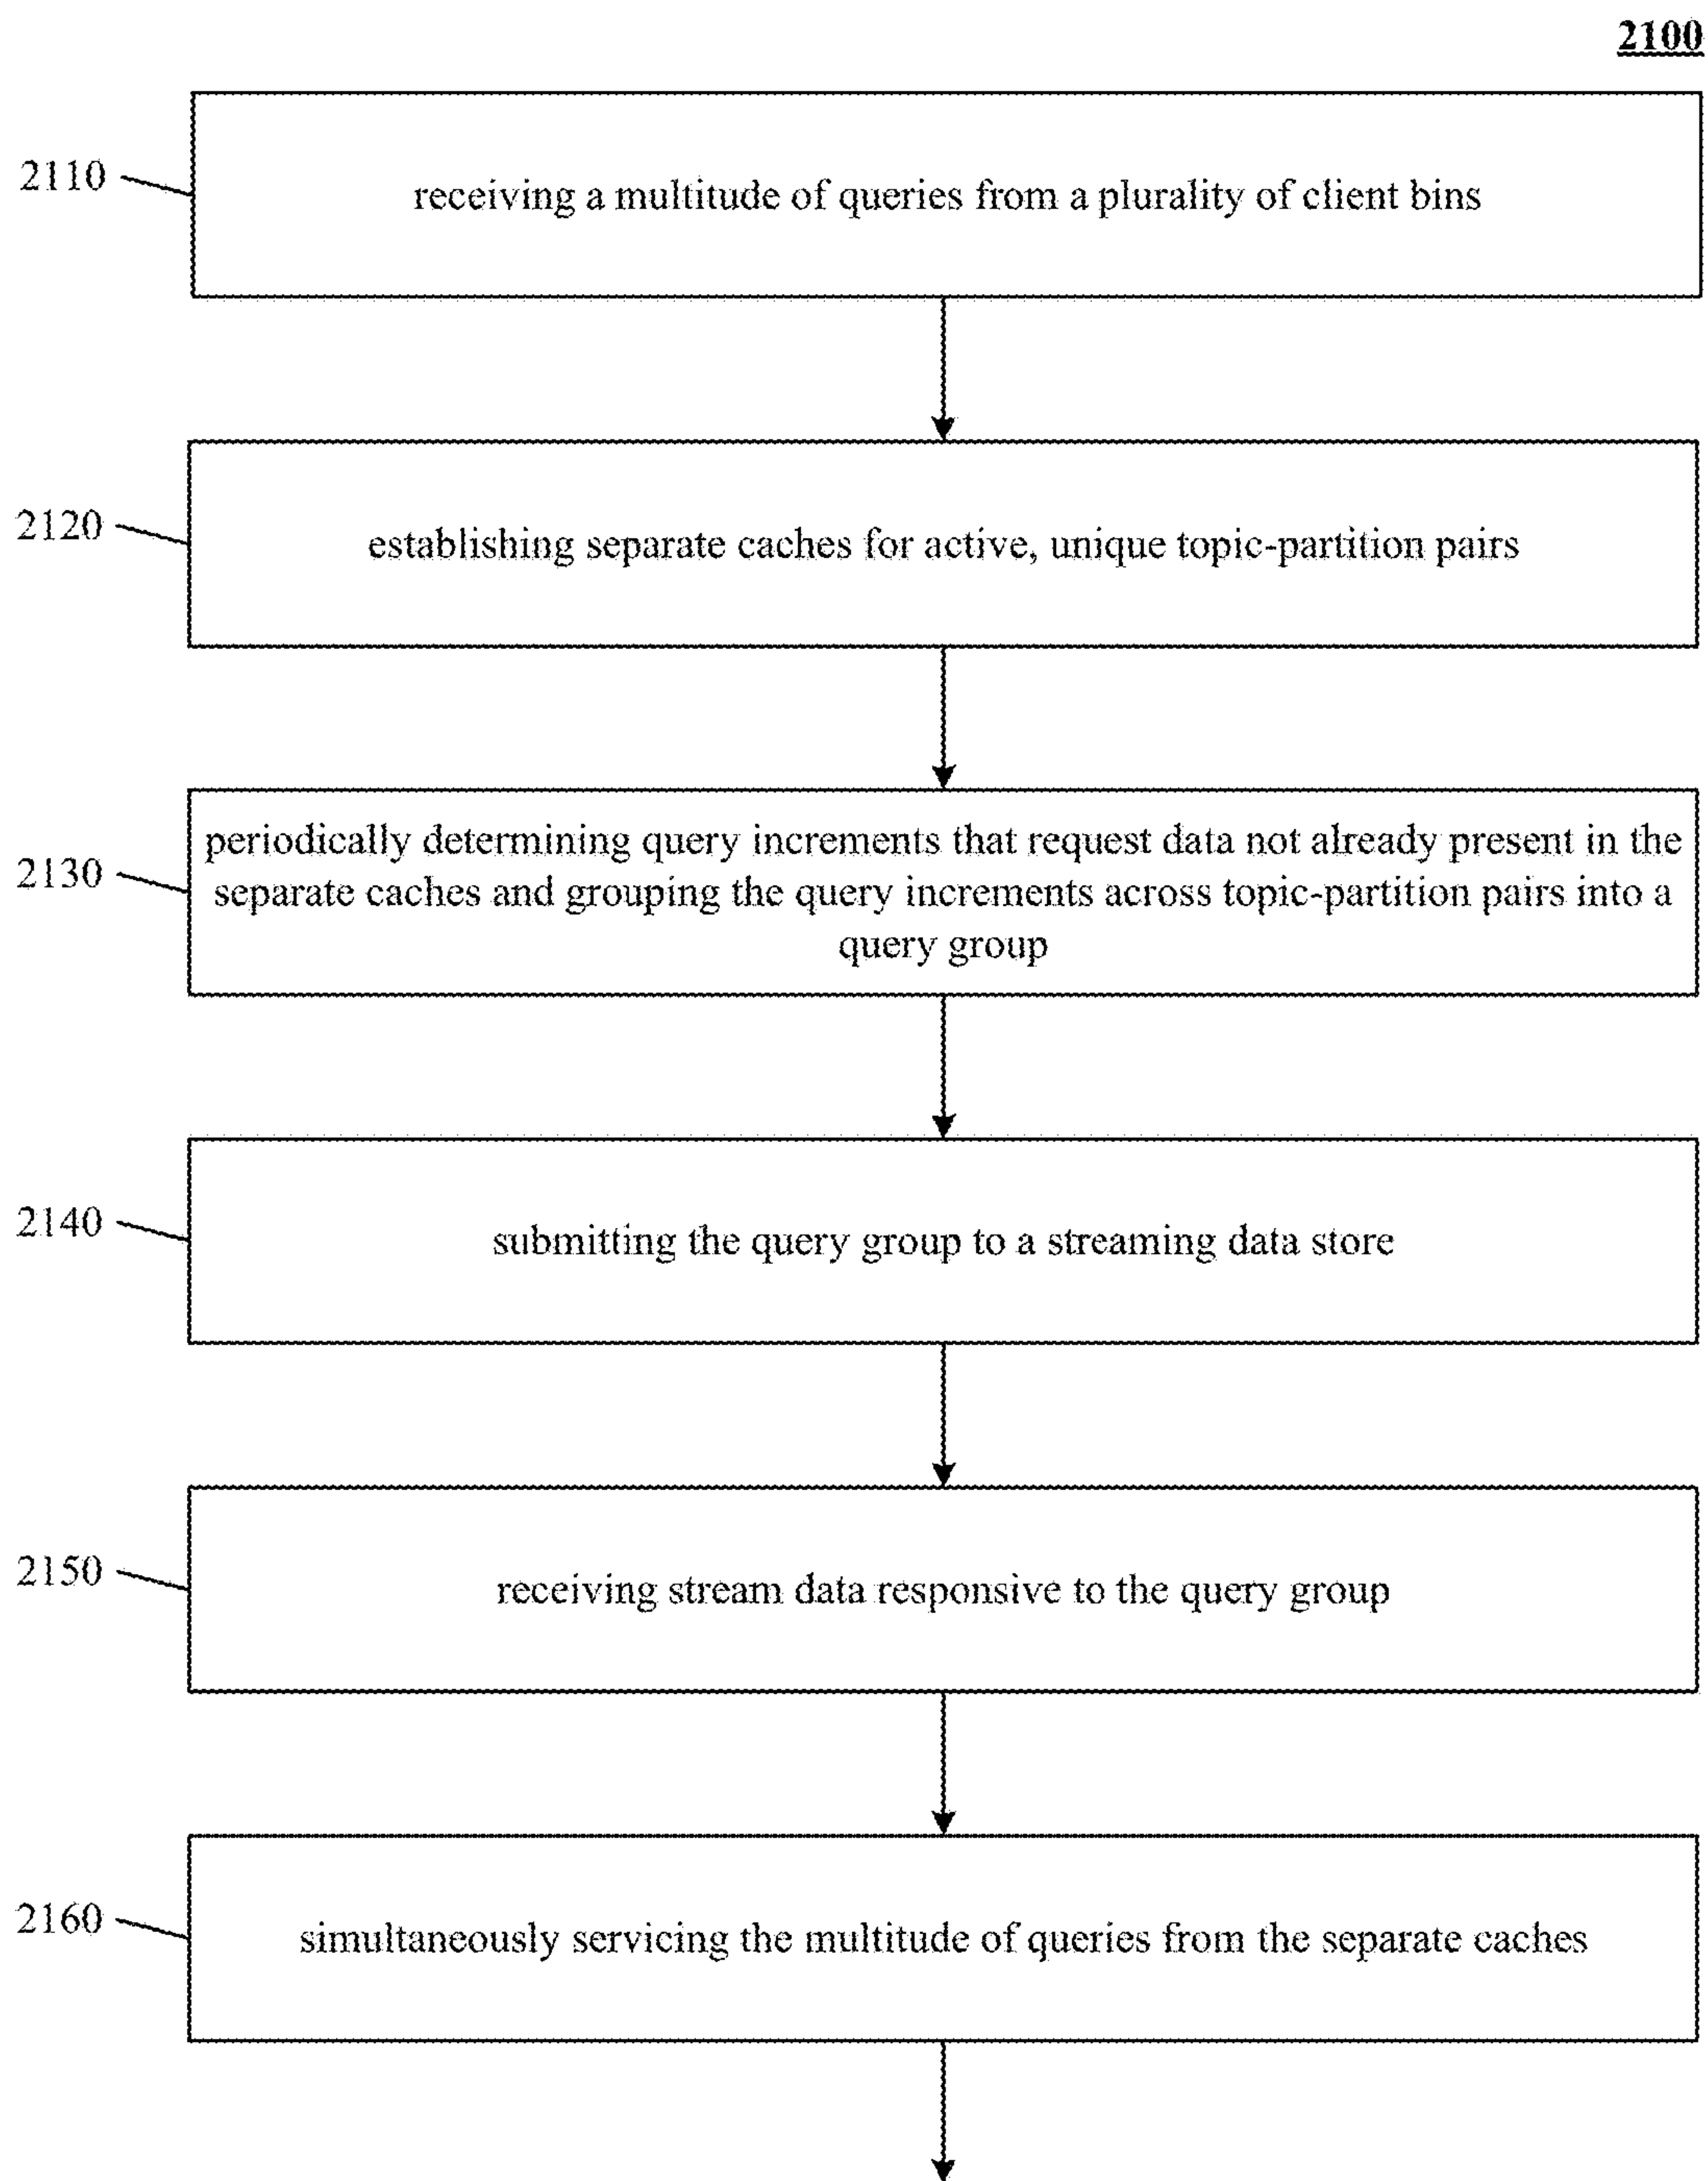 2100
2110
receiving a multitude of queries from a plurality of client bins
2120
establishing separate caches for active, unique topic-partition pairs
periodically determining query increments that request data not already present in the
2130
separate caches and grouping the query increments across topic-partition pairs into a
query group
2140
submitting the query group to a streaming data store
2150
receiving stream data responsive to the query group
2160
simultaneously servicing the multitude of queries from the separate caches